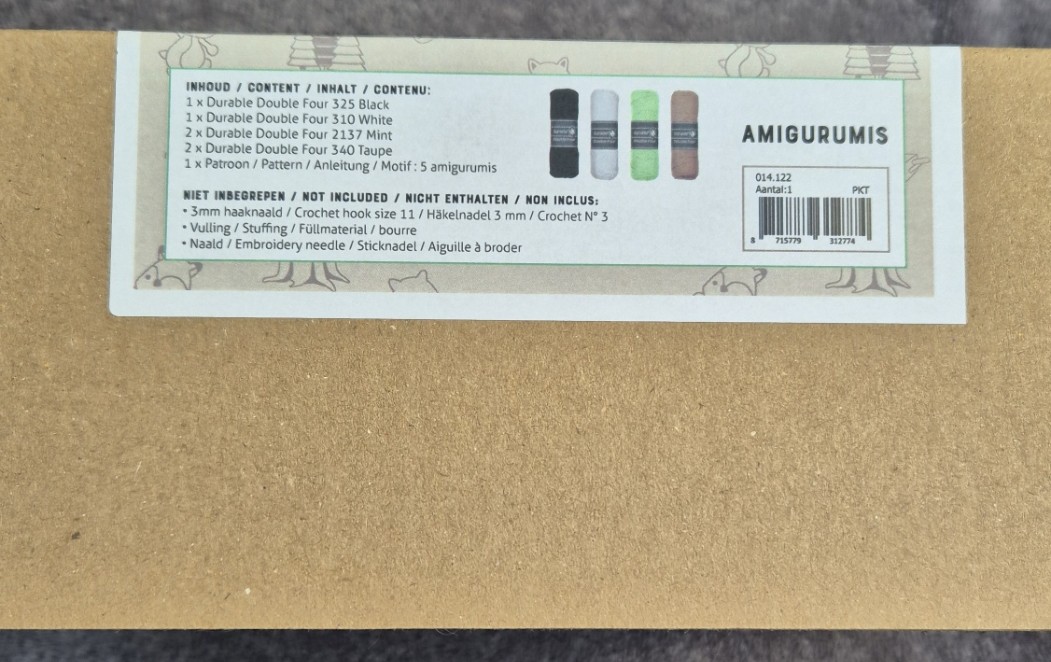 INHOUD / CONTENT / INHALT / CONTENU:
1 x Durable Double Four 325 Black
1 x Durable Double Four 310 White
2 x Durable Double Four 2137 Mint
2 x Durable Double Four 340 Taupe
1 x Patroon / Pattern / Anleitung / Motif : 5 amigurumis
NIET INBEGREPEN / NOT INCLUDED / NICHT ENTHALTEN / NON INCLUS:
• 3mm haaknaald / Crochet hook size 11 / Häkelnadel 3 mm / Crochet N° 3
• Vulling / Stuffing / Füllmaterial / bourre
• Naald / Embroidery needle / Sticknadel / Aiguille à broder
AMIGURUMIS
014.122
Aantal:1 PKT
8 715779 312774